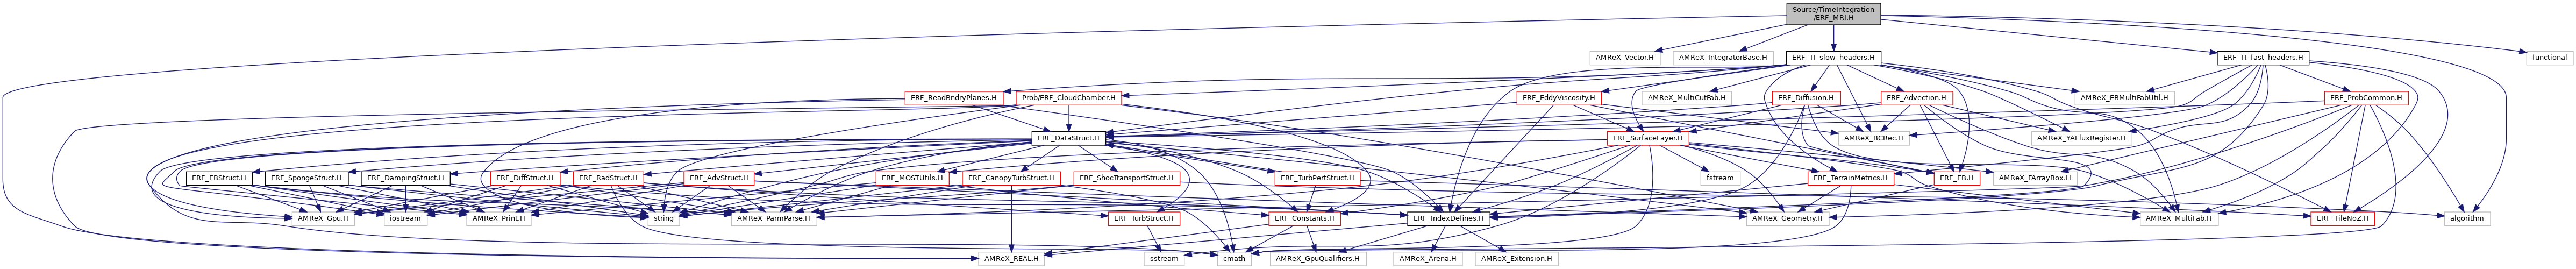 Source/TimeIntegration
/ERF_MRI.H
AMReX_Vector.H
AMReX_IntegratorBase.H
ERF_TI_slow_headers.H
ERF_TI_fast_headers.H
functional
ERF_ReadBndryPlanes.H
Prob/ERF_CloudChamber.H
ERF_EddyViscosity.H
AMReX_MultiCutFab.H
ERF_Diffusion.H
ERF_Advection.H
AMReX_EBMultiFabUtil.H
ERF_ProbCommon.H
ERF_DataStruct.H
ERF_SurfaceLayer.H
AMReX_BCRec.H
AMReX_YAFluxRegister.H
ERF_EBStruct.H
ERF_SpongeStruct.H
ERF_DampingStruct.H
ERF_DiffStruct.H
ERF_RadStruct.H
ERF_AdvStruct.H
ERF_MOSTUtils.H
ERF_CanopyTurbStruct.H
ERF_ShocTransportStruct.H
ERF_TurbPertStruct.H
fstream
ERF_TerrainMetrics.H
ERF_EB.H
AMReX_FArrayBox.H
AMReX_Gpu.H
iostream
AMReX_Print.H
string
AMReX_ParmParse.H
ERF_TurbStruct.H
ERF_Constants.H
ERF_IndexDefines.H
AMReX_Geometry.H
AMReX_MultiFab.H
ERF_TileNoZ.H
algorithm
AMReX_REAL.H
sstream
cmath
AMReX_GpuQualifiers.H
AMReX_Arena.H
AMReX_Extension.H